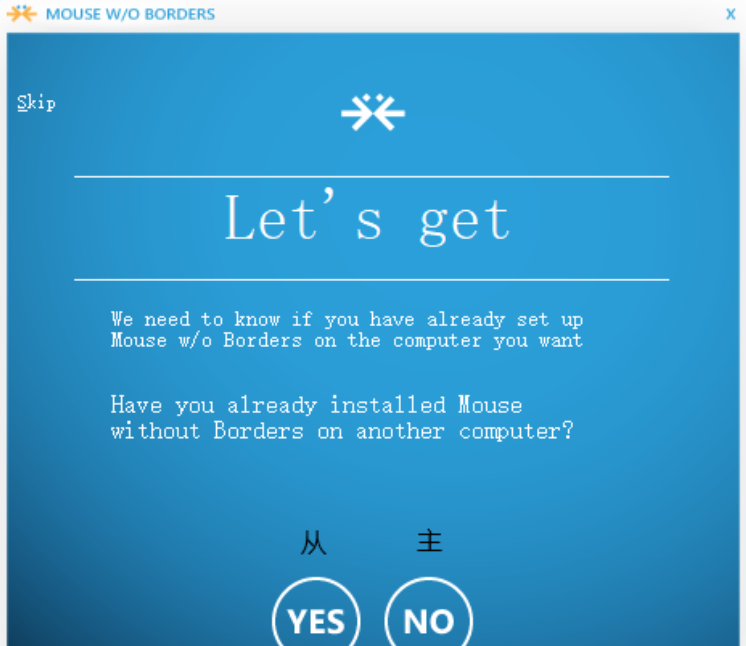 MOUSE W/O BORDERS
X
Skip
Let's get
We need to know if you have already set up
Mouse w/o Borders on the computer you want
Have you already installed Mouse
without Borders on another computer?
从 主
YES NO